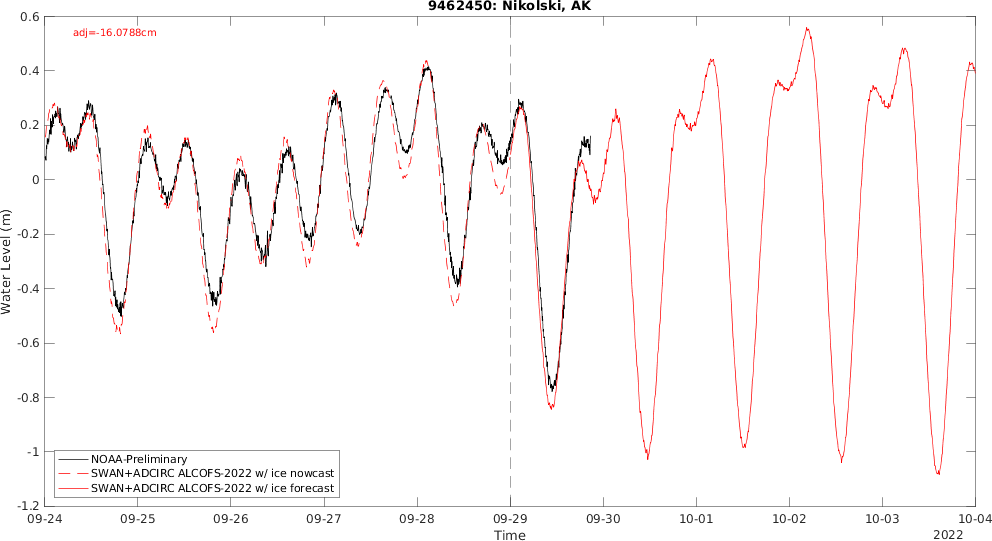 9462450: Nikolski, AK
adj=-16.0788cm
0.6
0.4
0.2
0
-0.2
-0.4
-0.6
-0.8
-1
-1.2
Water Level (m)
NOAA-Preliminary
SWAN+ADCIRC ALCOFS-2022 w/ ice nowcast
SWAN+ADCIRC ALCOFS-2022 w/ ice forecast
09-24 09-25 09-26 09-27 09-28 09-29 09-30 10-01 10-02 10-03 10-04
Time
2022